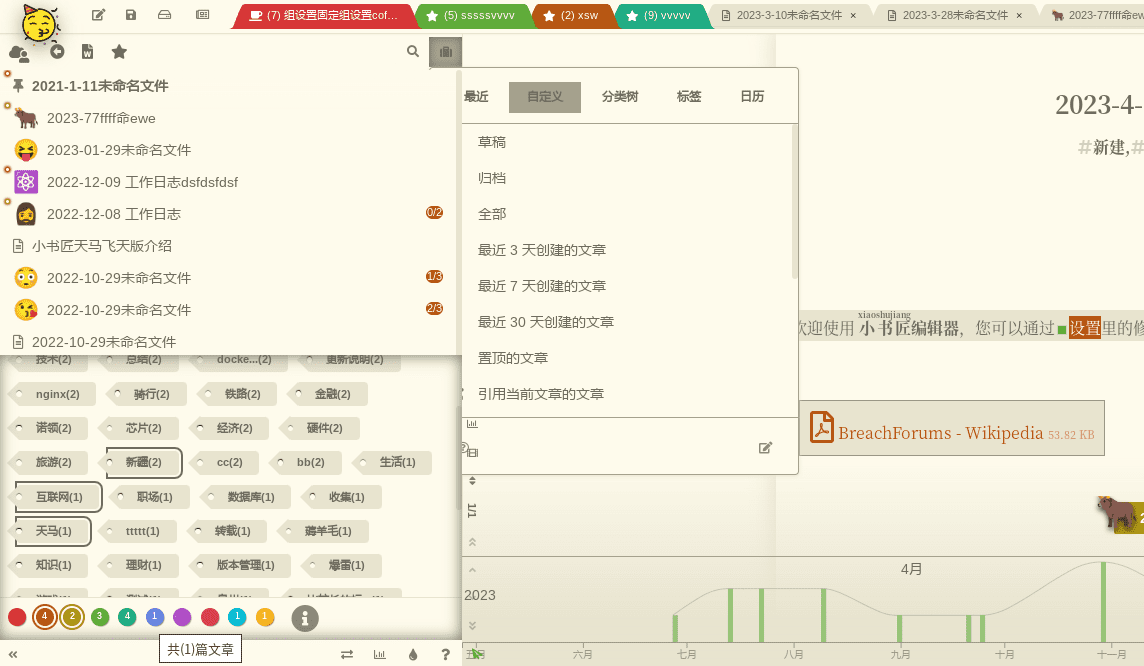 (7) 组设置固定组设置cof...
(5) sssssvvvv
(2) xsw
(9) vvvvv
2023-3-10未命名文件 ×
2023-3-28未命名文件 ×
2023-77ffff命ew
2021-1-11未命名文件
2023-77ffff命ewe
2023-01-29未命名文件
2022-12-09 工作日志dsfdsfdsf
2022-12-08 工作日志
0/2
小书匠天马飞天版介绍
2022-10-29未命名文件
1/3
2022-10-29未命名文件
2/3
2022-10-29未命名文件
技术(2) 总结(2) docke...(2) 更新说明(2)
nginx(2) 骑行(2) 铁路(2) 金融(2)
诺领(2) 芯片(2) 经济(2) 硬件(2)
旅游(2) 新疆(2) cc(2) bb(2) 生活(1)
互联网(1) 职场(1) 数据库(1) 收集(1)
天马(1) ttttt(1) 转载(1) 薅羊毛(1)
知识(1) 理财(1) 版本管理(1) 爆雷(1)
4 2 3 4 1 1 1
共(1)篇文章
最近 自定义 分类树 标签 日历
草稿
归档
全部
最近 3 天创建的文章
最近 7 天创建的文章
最近 30 天创建的文章
置顶的文章
引用当前文章的文章
2023-4-
#新建,#
xiaoshujiang
欢迎使用 小书匠编辑器，您可以通过 设置里的修
BreachForums - Wikipedia 53.82 KB
1/1
4月
2023
六月 七月 八月 九月 十月 十一月